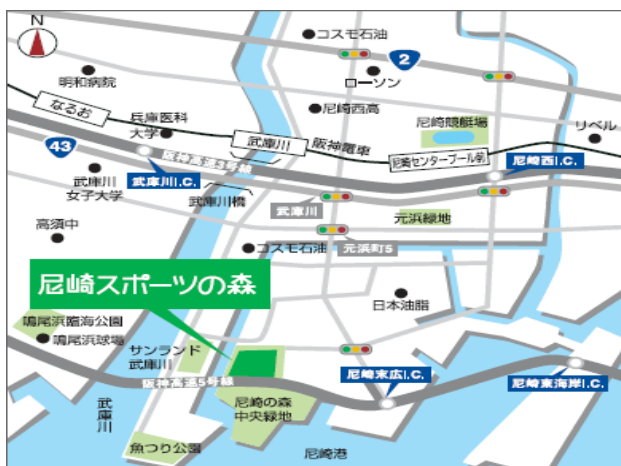 N
コスモ石油
2
明和病院
ローソン
なるお
兵庫医科
大学
尼崎西高
尼崎競艇場
リベル
武庫川
阪神電車
尼崎センタープール前
43
阪神高速3号線
武庫川I.C.
尼崎西I.C.
武庫川
女子大学
武庫川橋
武庫川
元浜緑地
高須中
コスモ石油
元浜町5
尼崎スポーツの森
日本油脂
鳴尾浜臨海公園
鳴尾浜球場
サンランド
武庫川
阪神高速5号線
尼崎末広I.C.
尼崎東海岸I.C.
武庫川
尼崎の森
中央緑地
魚つり公園
尼崎港